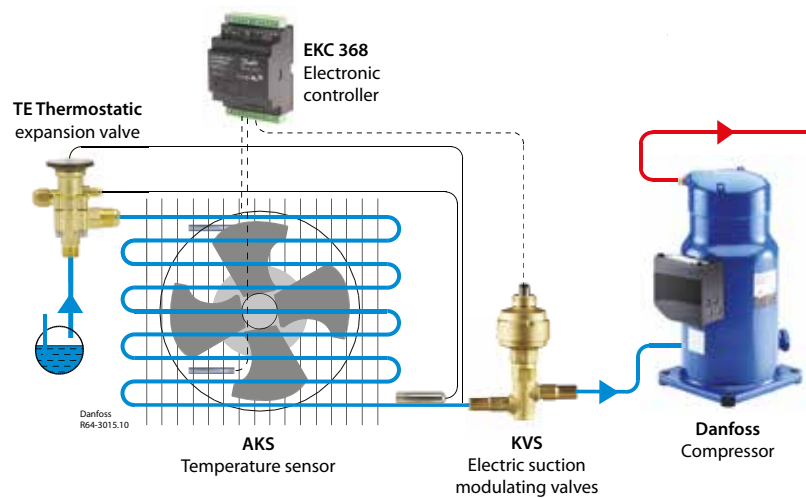 EKC 368
Electronic
controller
TE Thermostatic
expansion valve
Danfoss
R64-3015.10
AKS
Temperature sensor
KVS
Electric suction
modulating valves
Danfoss
Compressor